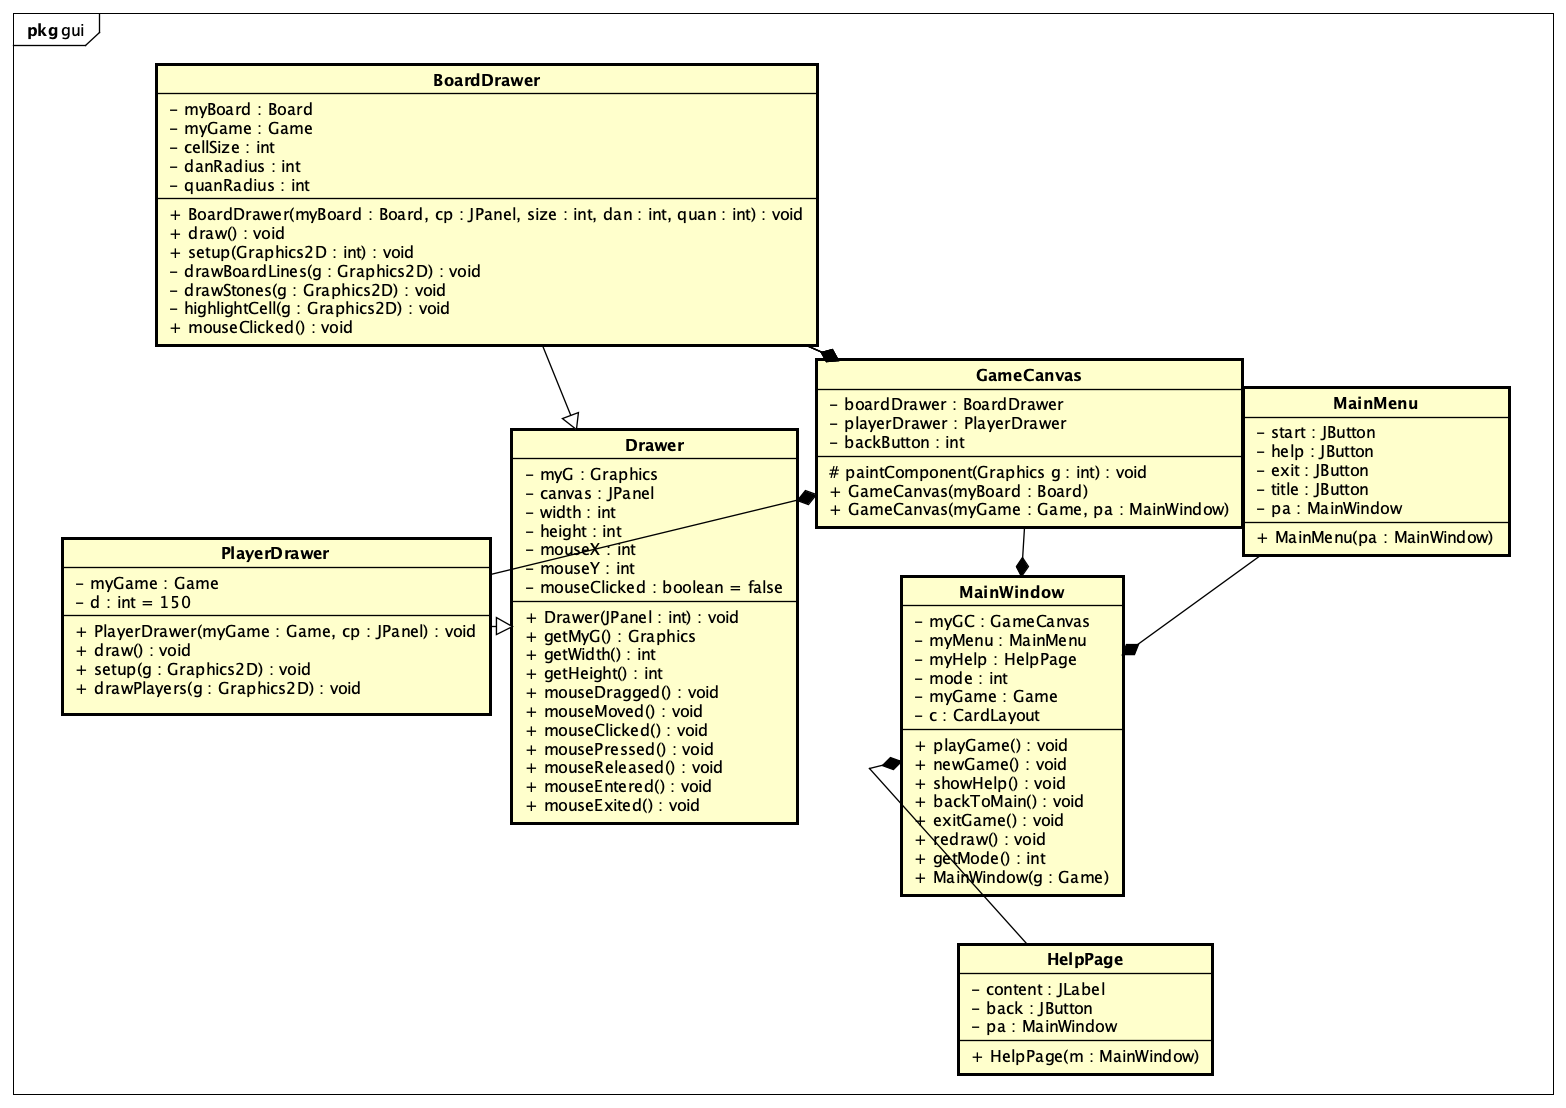 pkg gui
BoardDrawer
- myBoard : Board
- myGame : Game
- cellSize : int
- danRadius : int
- quanRadius : int
+ BoardDrawer(myBoard : Board, cp : JPanel, size : int, dan : int, quan : int) : void
+ draw() : void
+ setup(Graphics2D : int) : void
- drawBoardLines(g : Graphics2D) : void
- drawStones(g : Graphics2D) : void
- highlightCell(g : Graphics2D) : void
+ mouseClicked() : void
GameCanvas
- boardDrawer : BoardDrawer
- playerDrawer : PlayerDrawer
- backButton : int
# paintComponent(Graphics g : int) : void
+ GameCanvas(myBoard : Board)
+ GameCanvas(myGame : Game, pa : MainWindow)
MainMenu
- start : JButton
- help : JButton
- exit : JButton
- title : JButton
- pa : MainWindow
+ MainMenu(pa : MainWindow)
Drawer
- myG : Graphics
- canvas : JPanel
- width : int
- height : int
- mouseX : int
- mouseY : int
- mouseClicked : boolean = false
+ Drawer(JPanel : int) : void
+ getMyG() : Graphics
+ getWidth() : int
+ getHeight() : int
+ mouseDragged() : void
+ mouseMoved() : void
+ mouseClicked() : void
+ mousePressed() : void
+ mouseReleased() : void
+ mouseEntered() : void
+ mouseExited() : void
PlayerDrawer
- myGame : Game
- d : int = 150
+ PlayerDrawer(myGame : Game, cp : JPanel) : void
+ draw() : void
+ setup(g : Graphics2D) : void
+ drawPlayers(g : Graphics2D) : void
MainWindow
- myGC : GameCanvas
- myMenu : MainMenu
- myHelp : HelpPage
- mode : int
- myGame : Game
- c : CardLayout
+ playGame() : void
+ newGame() : void
+ showHelp() : void
+ backToMain() : void
+ exitGame() : void
+ redraw() : void
+ getMode() : int
+ MainWindow(g : Game)
HelpPage
- content : JLabel
- back : JButton
- pa : MainWindow
+ HelpPage(m : MainWindow)